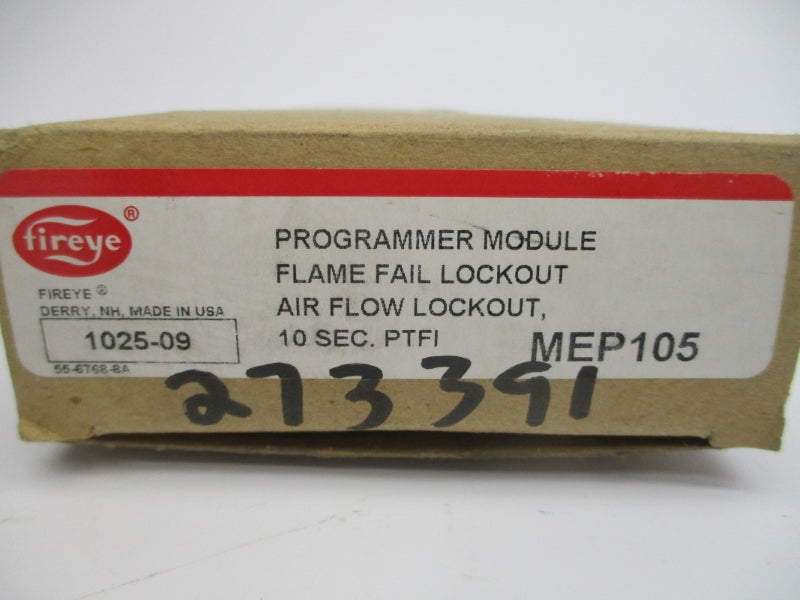 fireye ®
FIREYE ®
DERRY, NH, MADE IN USA
1025-09
55-6768-8A
PROGRAMMER MODULE
FLAME FAIL LOCKOUT
AIR FLOW LOCKOUT,
10 SEC. PTFI
MEP105
273391